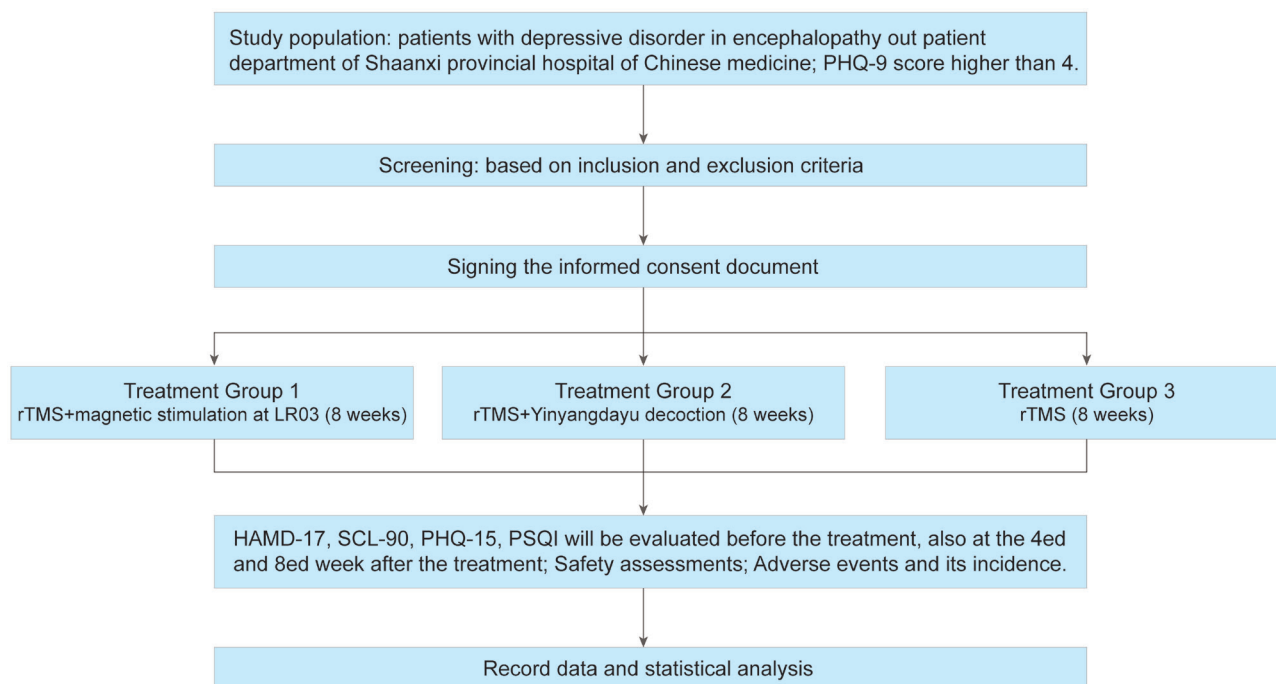 Study population: patients with depressive disorder in encephalopathy out patient
department of Shaanxi provincial hospital of Chinese medicine; PHQ-9 score higher than 4.
Screening: based on inclusion and exclusion criteria
Signing the informed consent document
Treatment Group 1
rTMS+magnetic stimulation at LR03 (8 weeks)
Treatment Group 2
rTMS+Yinyangdayu decoction (8 weeks)
Treatment Group 3
rTMS (8 weeks)
HAMD-17, SCL-90, PHQ-15, PSQI will be evaluated before the treatment, also at the 4ed
and 8ed week after the treatment; Safety assessments; Adverse events and its incidence.
Record data and statistical analysis